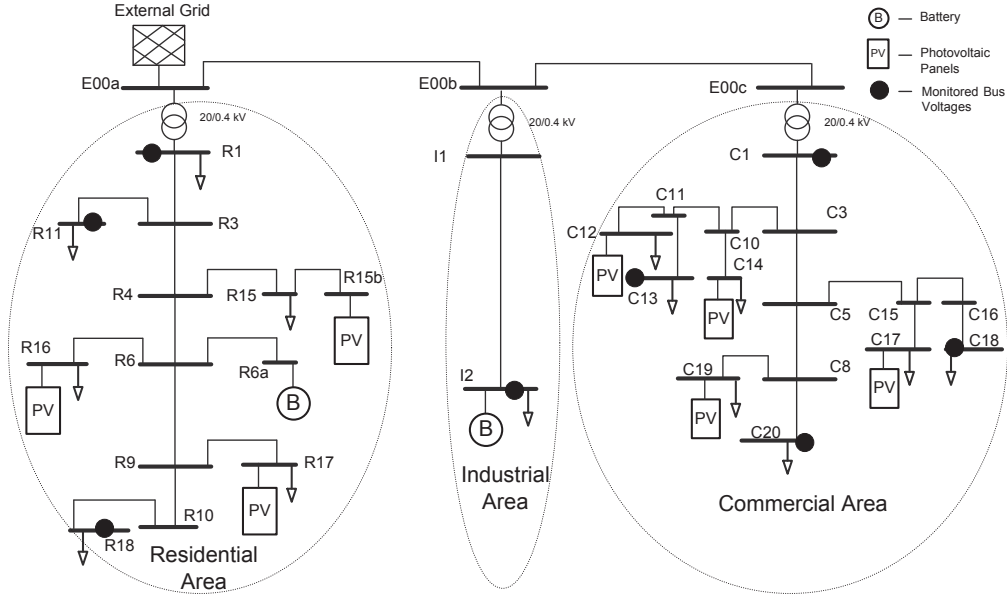 External Grid
B
Battery
PV
Photovoltaic
Panels
Monitored Bus
Voltages
E00a
E00b
E00c
20/0.4 kV
20/0.4 kV
20/0.4 kV
R1
I1
C1
R11
R3
C11
C12
C10
C3
C14
PV
C13
PV
R4
R15
R15b
PV
C5
C15
C16
C17
C18
PV
R16
R6
R6a
PV
B
I2
B
C19
C8
PV
C20
R9
R17
PV
R10
R18
Residential
Area
Industrial
Area
Commercial Area